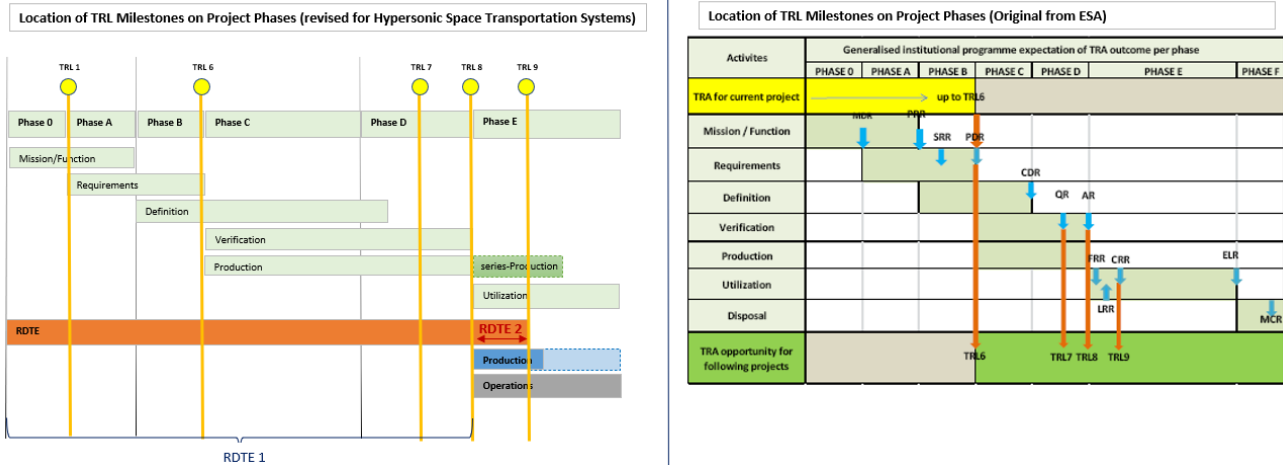 Location of TRL Milestones on Project Phases (revised for Hypersonic Space Transportation Systems)
TRL 1
TRL 6
TRL 7
TRL 8
TRL 9
Phase 0
Phase A
Phase B
Phase C
Phase D
Phase E
Mission/Function
Requirements
Definition
Verification
Production
series-Production
Utilization
RDTE
RDTE 2
Production
Operations
RDTE 1
Location of TRL Milestones on Project Phases (Original from ESA)
Activites
Generalised institutional programme expectation of TRA outcome per phase
PHASE 0
PHASE A
PHASE B
PHASE C
PHASE D
PHASE E
PHASE F
TRA for current project
up to TRL6
Mission / Function
MDR
PRR
SRR
PDR
Requirements
CDR
Definition
QR
AR
Verification
Production
FRR
CRR
ELR
Utilization
LRR
Disposal
MCR
TRA opportunity for
following projects
TRL6
TRL7
TRL8
TRL9